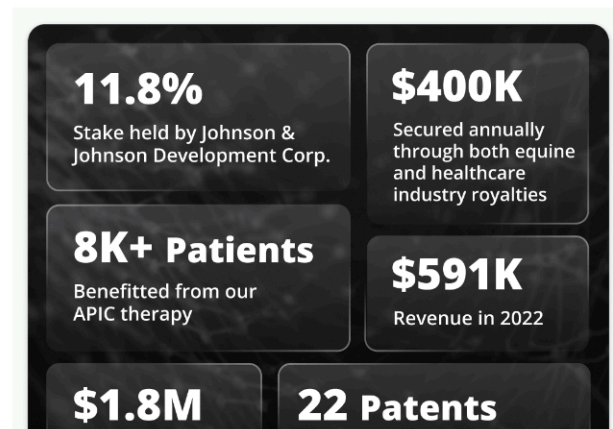 11.8%
Stake held by Johnson &
Johnson Development Corp.
$400K
Secured annually
through both equine
and healthcare
industry royalties
8K+ Patients
Benefitted from our
APIC therapy
$591K
Revenue in 2022
$1.8M
22 Patents